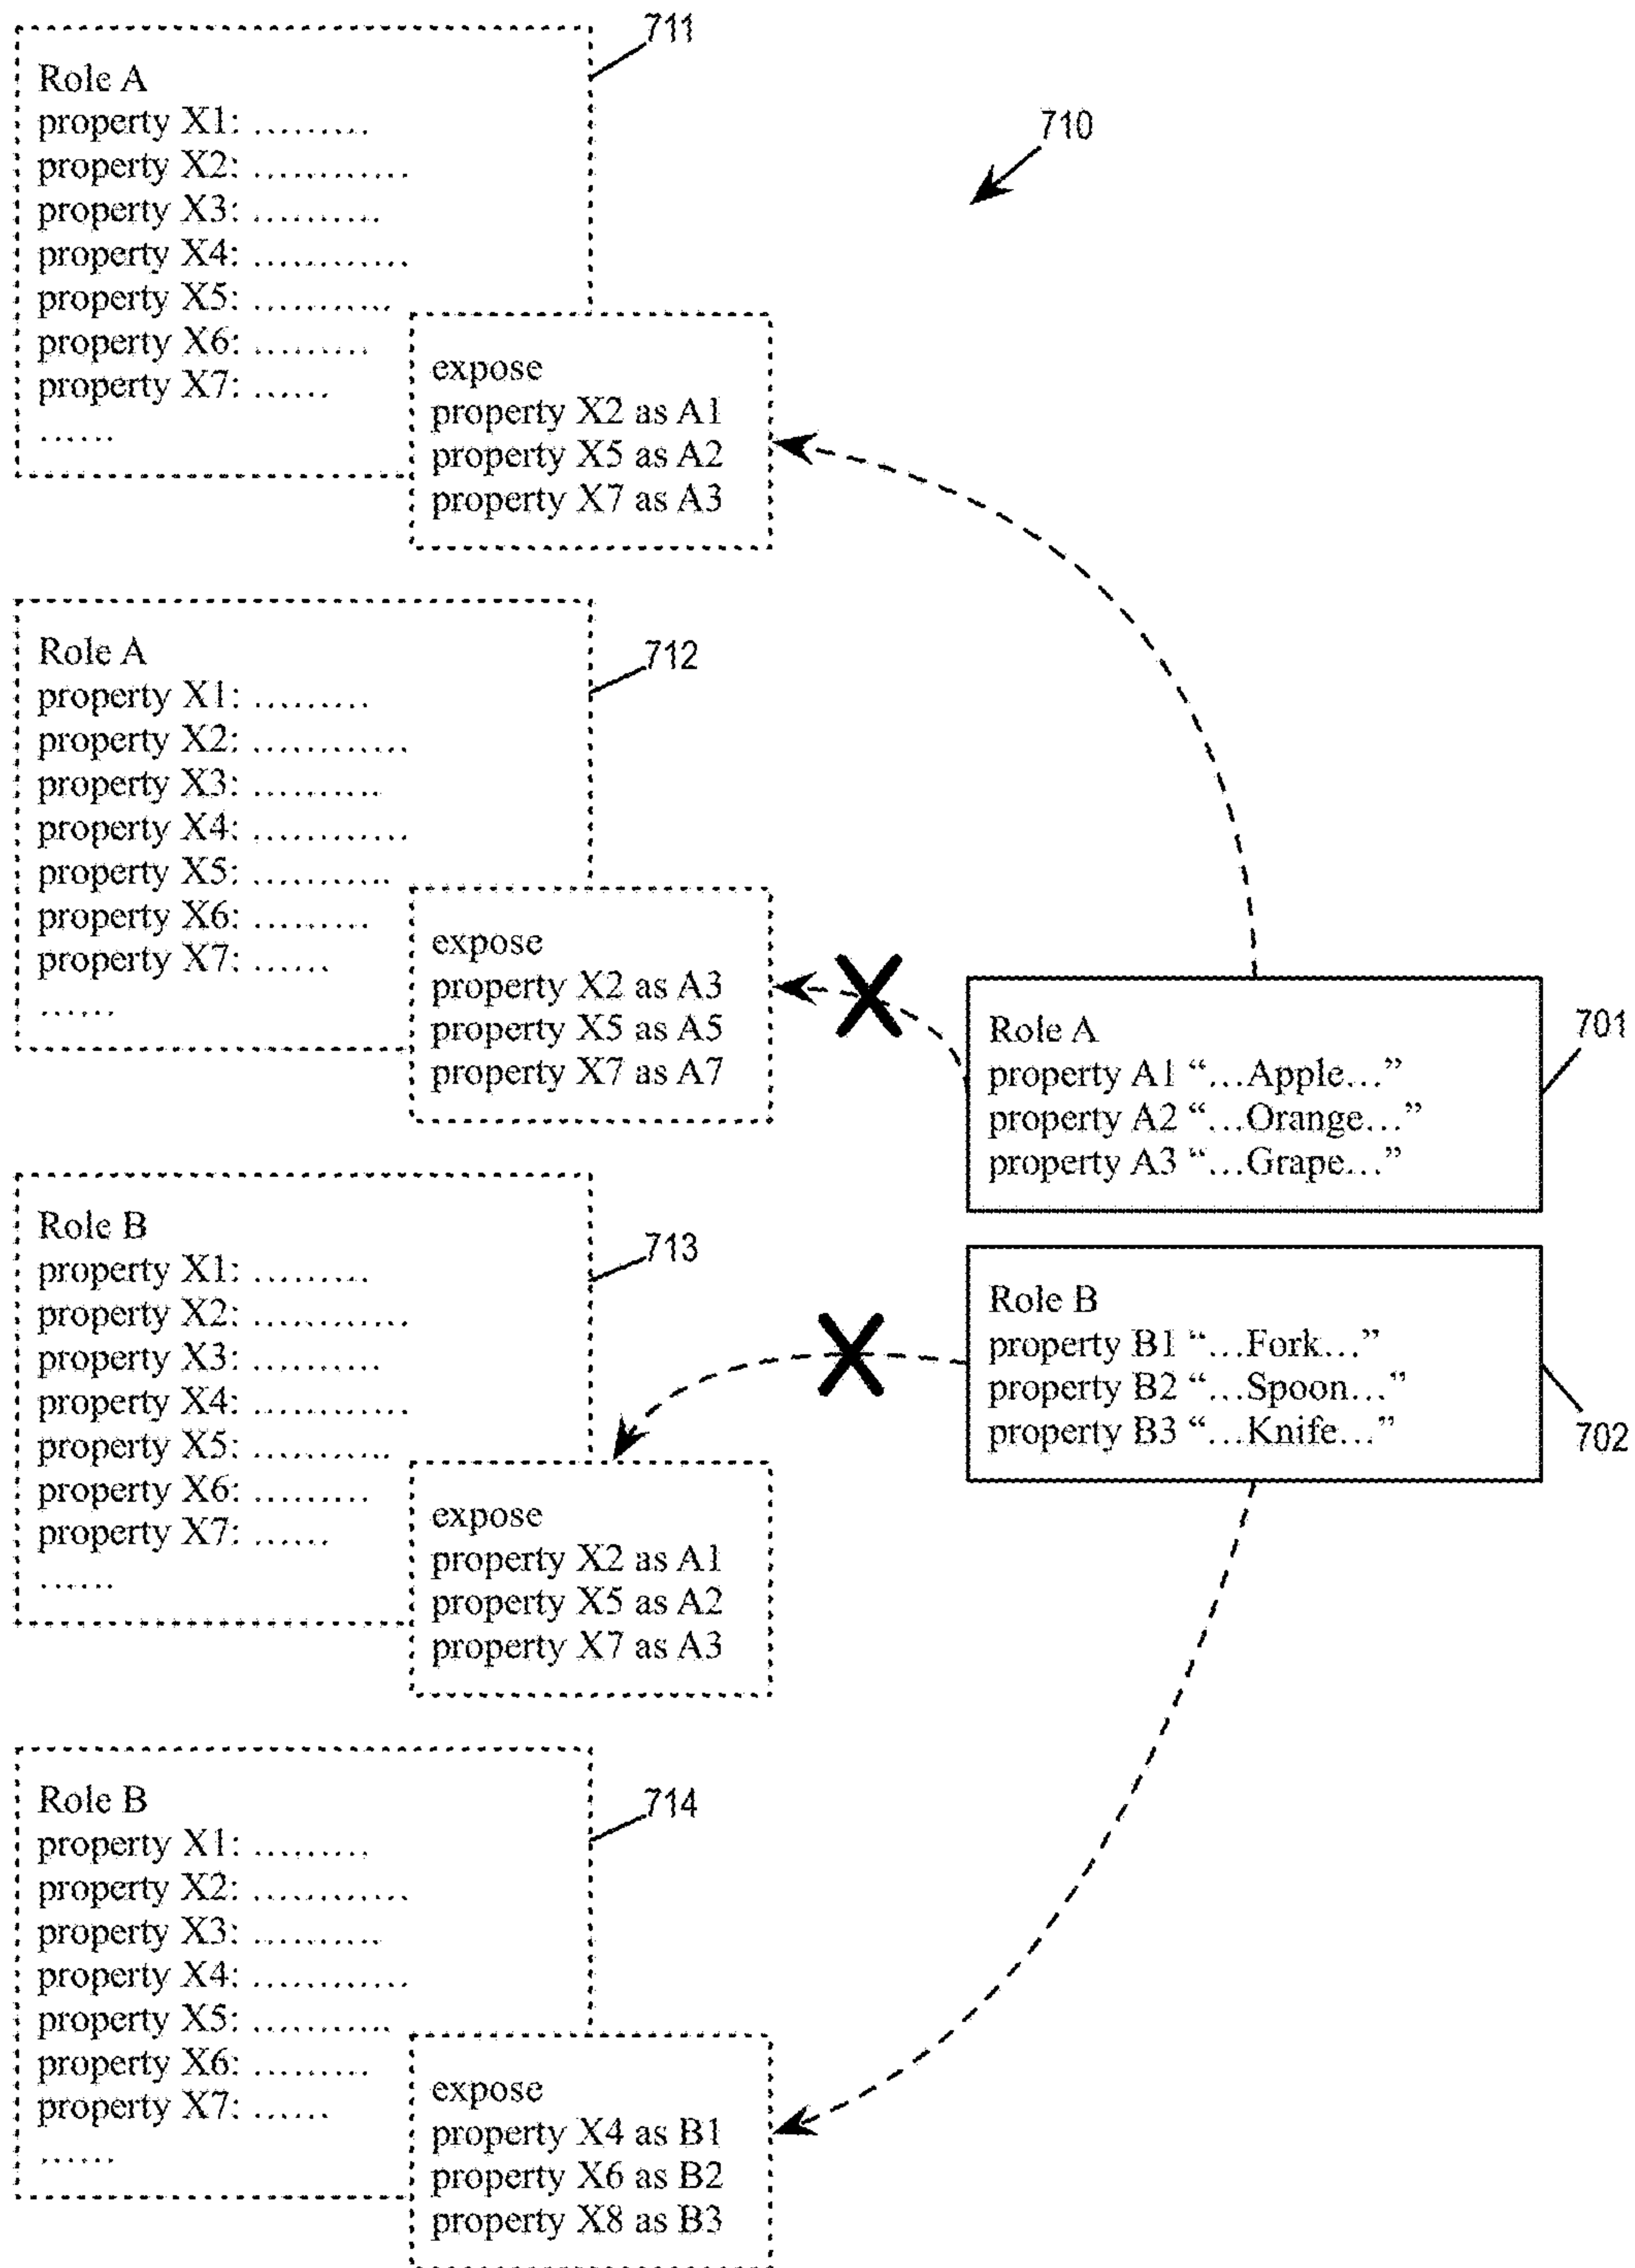 711
Role A
property X1: .........
property X2: ............
property X3: ..........
property X4: ............
property X5: ...........
property X6: .........
property X7: ......
......
expose
property X2 as A1
property X5 as A2
property X7 as A3
710
712
Role A
property X1: .........
property X2: ............
property X3: ..........
property X4: ............
property X5: ...........
property X6: .........
property X7: ......
......
expose
property X2 as A3
property X5 as A5
property X7 as A7
701
Role A
property A1 “...Apple...”
property A2 “...Orange...”
property A3 “...Grape...”
713
Role B
property X1: .........
property X2: ............
property X3: ..........
property X4: ............
property X5: ...........
property X6: .........
property X7: ......
......
expose
property X2 as A1
property X5 as A2
property X7 as A3
Role B
property B1 “...Fork...”
property B2 “...Spoon...”
property B3 “...Knife...”
702
714
Role B
property X1: .........
property X2: ............
property X3: ..........
property X4: ............
property X5: ...........
property X6: .........
property X7: ......
......
expose
property X4 as B1
property X6 as B2
property X8 as B3